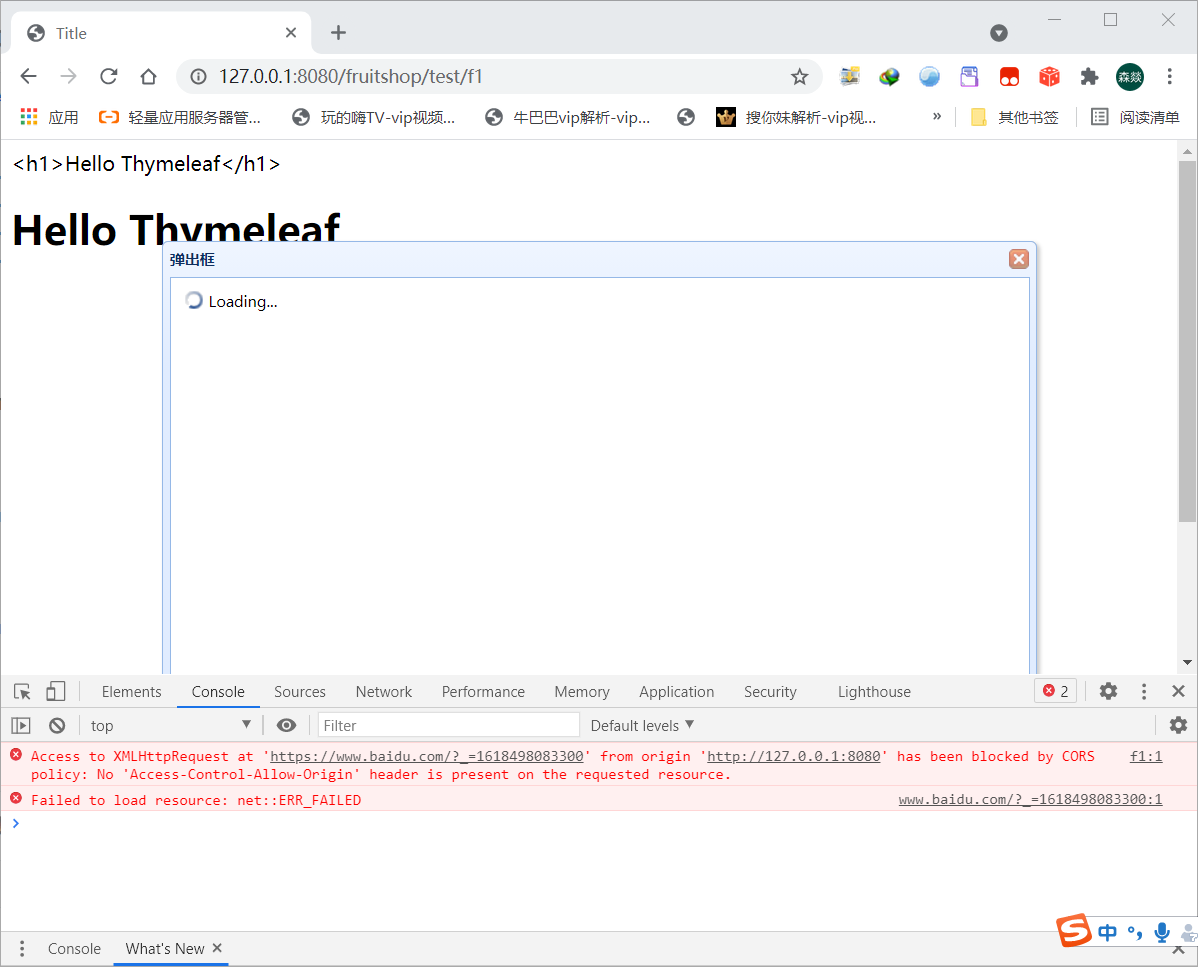 Title
127.0.0.1:8080/fruitshop/test/f1
森燚
应用
轻量应用服务器管...
玩的嗨TV-vip视频...
牛巴巴vip解析-vip...
搜你妹解析-vip视...
»
其他书签
阅读清单
<h1>Hello Thymeleaf</h1>
Hello Thymeleaf
弹出框
Loading...
Elements Console Sources Network Performance Memory Application Security Lighthouse 2
top Filter Default levels
Access to XMLHttpRequest at 'https://www.baidu.com/?_=1618498083300' from origin 'http://127.0.0.1:8080' has been blocked by CORS f1:1
policy: No 'Access-Control-Allow-Origin' header is present on the requested resource.
Failed to load resource: net::ERR_FAILED www.baidu.com/?_=1618498083300:1
Console What's New
S中